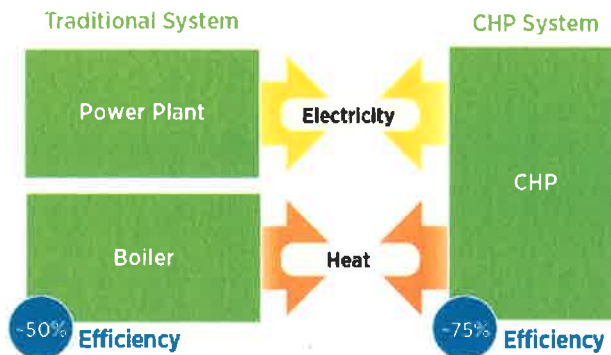 Traditional System
CHP System
Power Plant
Electricity
CHP
Boiler
Heat
~50% Efficiency
~75% Efficiency